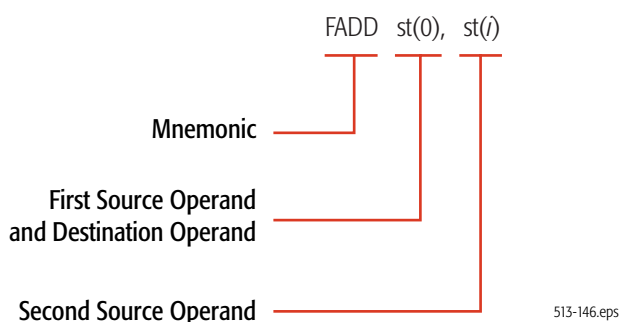 FADD st(0), st(i)
Mnemonic
First Source Operand
and Destination Operand
Second Source Operand
513-146.eps